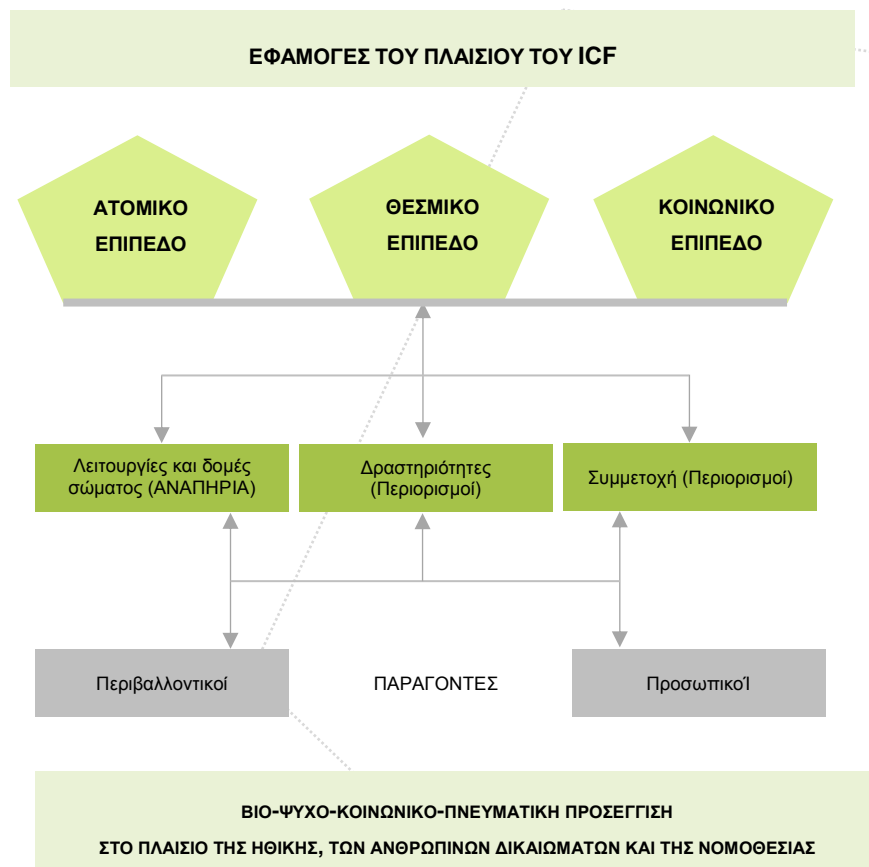 ΕΦΑΜΟΓΕΣ ΤΟΥ ΠΛΑΙΣΙΟΥ ΤΟΥ ICF
ΑΤΟΜΙΚΟ
ΕΠΙΠΕΔΟ
ΘΕΣΜΙΚΟ
ΕΠΙΠΕΔΟ
ΚΟΙΝΩΝΙΚΟ
ΕΠΙΠΕΔΟ
Λειτουργίες και δομές
σώματος (ΑΝΑΠΗΡΙΑ)
Δραστηριότητες
(Περιορισμοί)
Συμμετοχή (Περιορισμοί)
Περιβαλλοντικοί
ΠΑΡΑΓΟΝΤΕΣ
ΠροσωπικοΊ
ΒΙΟ-ΨΥΧΟ-ΚΟΙΝΩΝΙΚΟ-ΠΝΕΥΜΑΤΙΚΗ ΠΡΟΣΕΓΓΙΣΗ
ΣΤΟ ΠΛΑΙΣΙΟ ΤΗΣ ΗΘΙΚΗΣ, ΤΩΝ ΑΝΘΡΩΠΙΝΩΝ ΔΙΚΑΙΩΜΑΤΩΝ ΚΑΙ ΤΗΣ ΝΟΜΟΘΕΣΙΑΣ